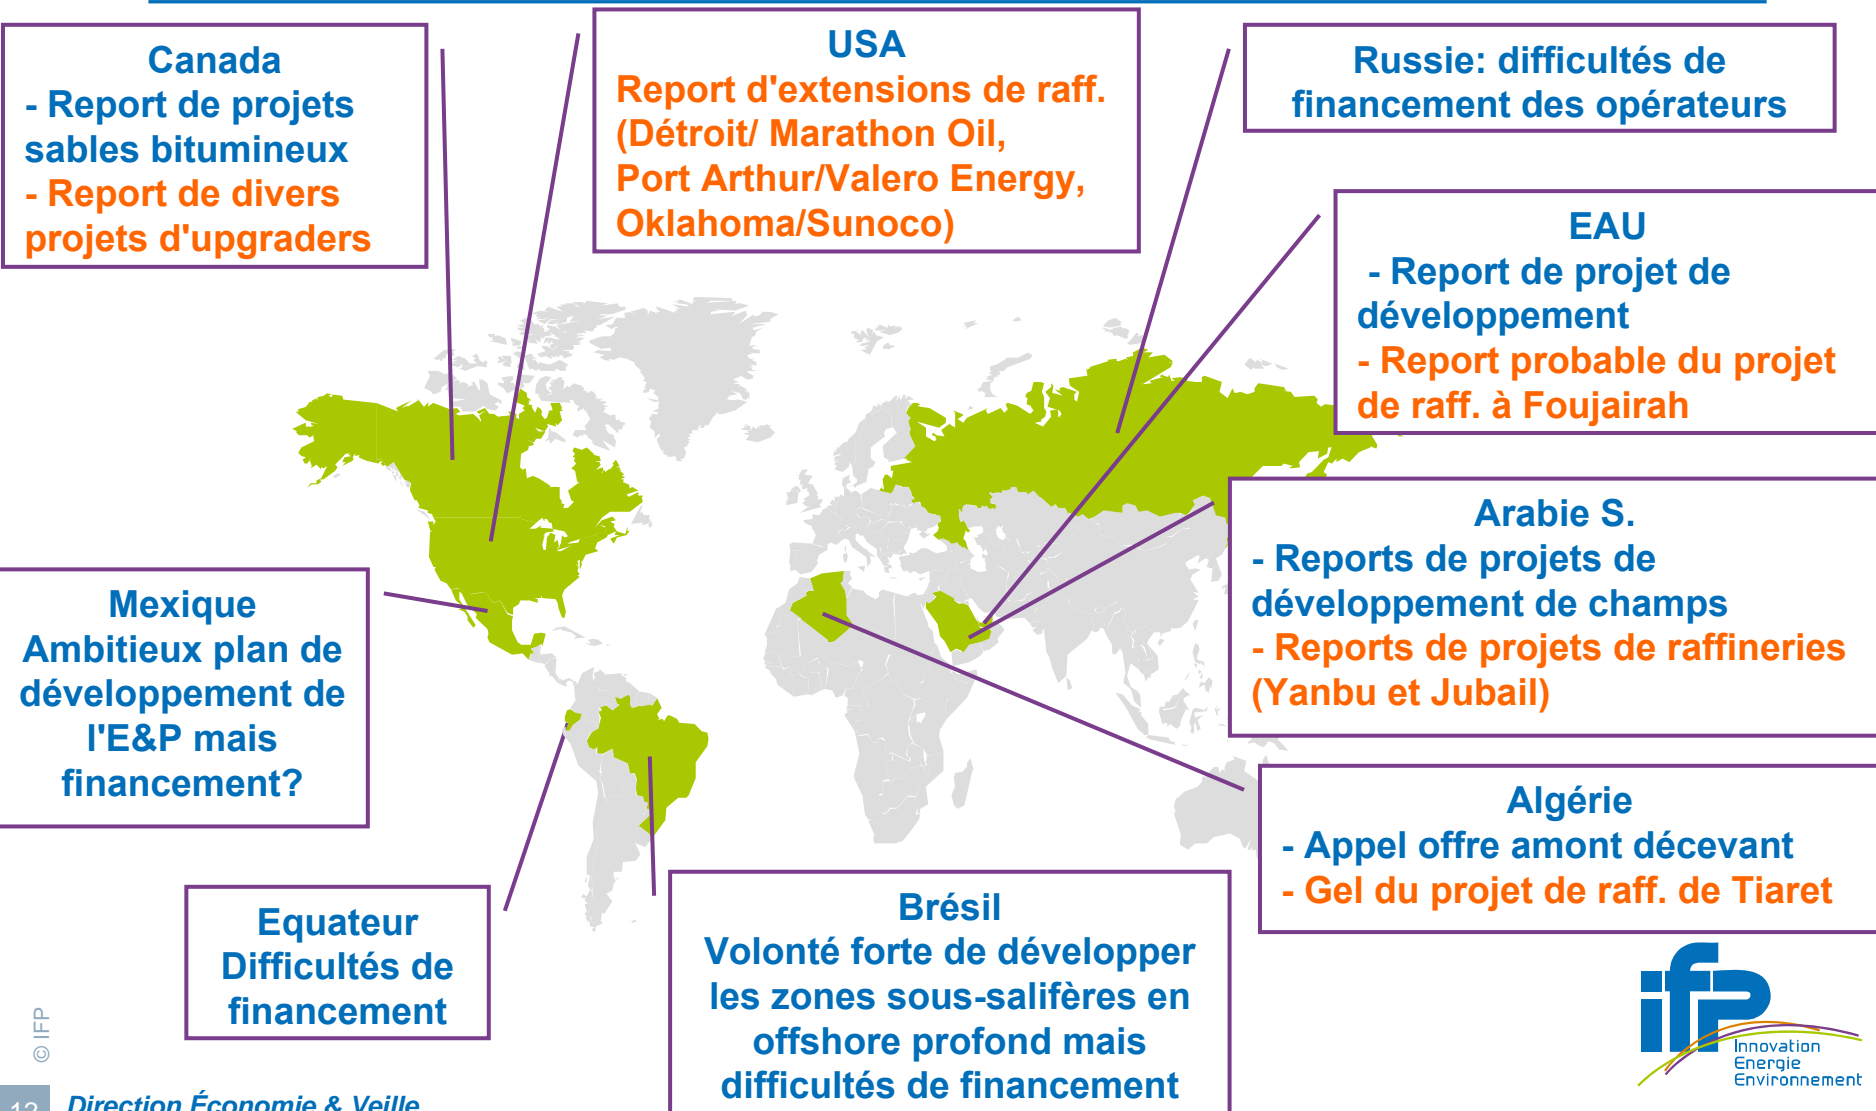 Canada
- Report de projets
sables bitumineux
- Report de divers
projets d'upgraders
USA
Report d'extensions de raff.
(Détroit/ Marathon Oil,
Port Arthur/Valero Energy,
Oklahoma/Sunoco)
Russie: difficultés de
financement des opérateurs
EAU
- Report de projet de
développement
- Report probable du projet
de raff. à Foujairah
Arabie S.
- Reports de projets de
développement de champs
- Reports de projets de raffineries
(Yanbu et Jubail)
Mexique
Ambitieux plan de
développement de
l'E&P mais
financement?
Algérie
- Appel offre amont décevant
- Gel du projet de raff. de Tiaret
Equateur
Difficultés de
financement
Brésil
Volonté forte de développer
les zones sous-salifères en
offshore profond mais
difficultés de financement
ifp
Innovation
Energie
Environnement
© IFP
12
Direction Économie & Veille